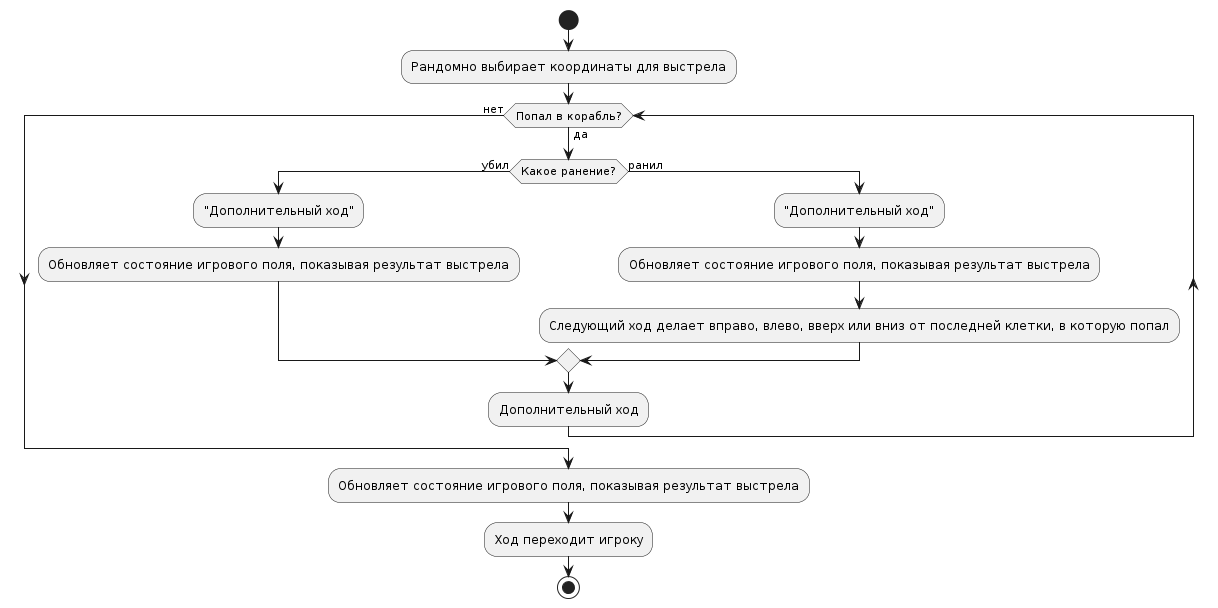 Рандомно выбирает координаты для выстрела
нет
Попал в корабль?
да
убил
Какое ранение?
ранил
"Дополнительный ход"
"Дополнительный ход"
Обновляет состояние игрового поля, показывая результат выстрела
Обновляет состояние игрового поля, показывая результат выстрела
Следующий ход делает вправо, влево, вверх или вниз от последней клетки, в которую попал
Дополнительный ход
Обновляет состояние игрового поля, показывая результат выстрела
Ход переходит игроку